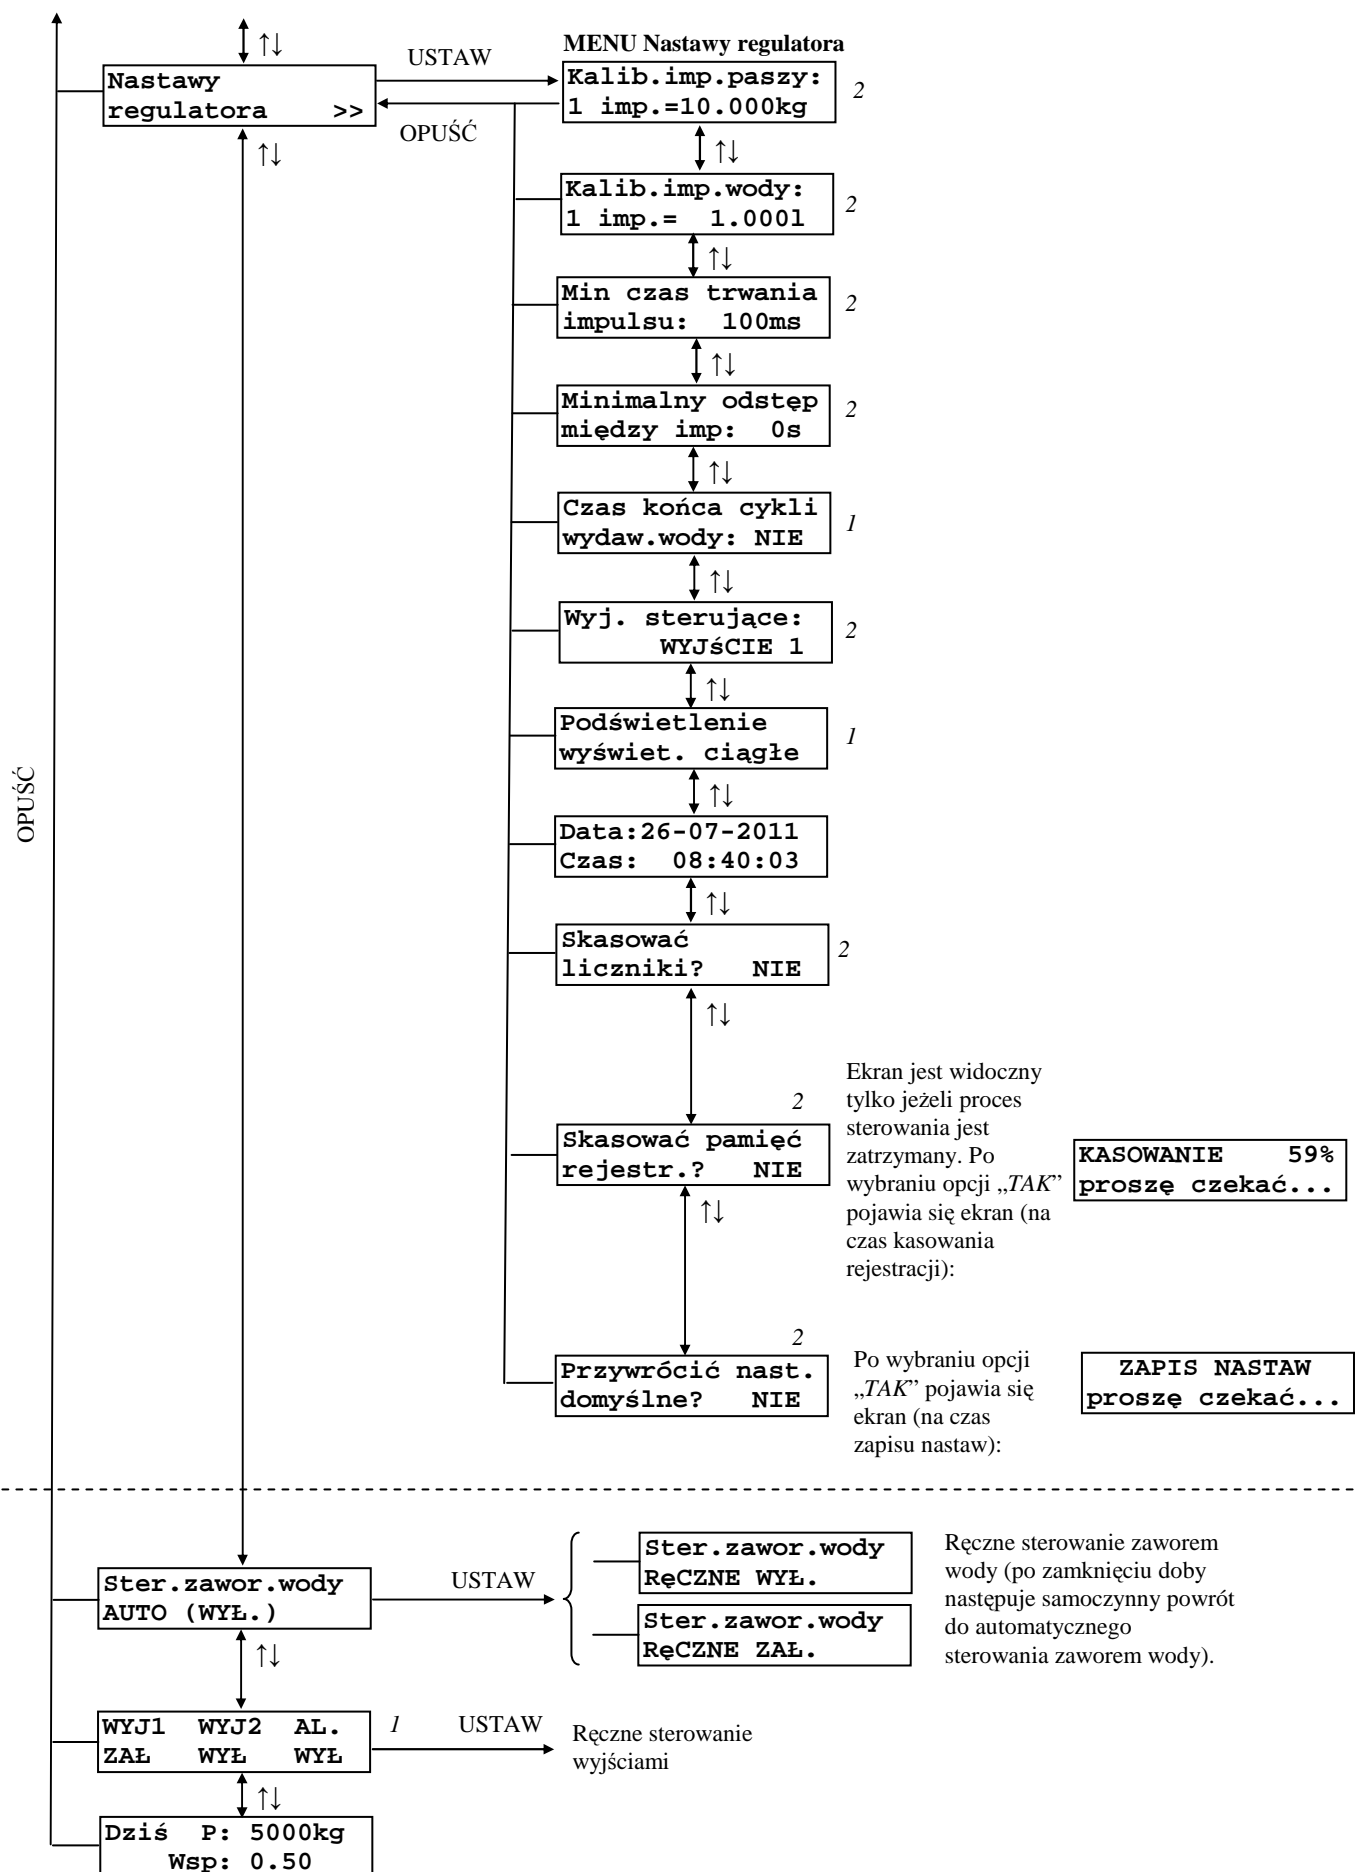 ↑↓
Nastawy
regulatora >>
↑↓
USTAW
OPUŚĆ
MENU Nastawy regulatora
Kalib.imp.paszy:
1 imp.=10.000kg
2
↑↓
Kalib.imp.wody:
1 imp.= 1.000l
2
↑↓
Min czas trwania
impulsu: 100ms
2
↑↓
Minimalny odstęp
między imp: 0s
2
↑↓
Czas końca cykli
wydaw.wody: NIE
1
↑↓
Wyj. sterujące:
WYJśCIE 1
2
↑↓
Podświetlenie
wyświet. ciągłe
1
↑↓
OPUŚĆ
Data:26-07-2011
Czas: 08:40:03
↑↓
Skasować
liczniki? NIE
2
↑↓
2
Skasować pamięć
rejestr.? NIE
↑↓
Ekran jest widoczny
tylko jeżeli proces
sterowania jest
zatrzymany. Po
wybraniu opcji „TAK”
pojawia się ekran (na
czas kasowania
rejestracji):
KASOWANIE 59%
proszę czekać...
2
Przywrócić nast.
domyślne? NIE
Po wybraniu opcji
„TAK” pojawia się
ekran (na czas
zapisu nastaw):
ZAPIS NASTAW
proszę czekać...
Ster.zawor.wody
AUTO (WYŁ.)
USTAW
Ster.zawor.wody
RęCZNE WYŁ.
Ster.zawor.wody
RęCZNE ZAŁ.
Ręczne sterowanie zaworem
wody (po zamknięciu doby
następuje samoczynny powrót
do automatycznego
sterowania zaworem wody).
↑↓
WYJ1 WYJ2 AL.
ZAŁ WYŁ WYŁ
1
USTAW
Ręczne sterowanie
wyjściami
↑↓
Dziś P: 5000kg
Wsp: 0.50